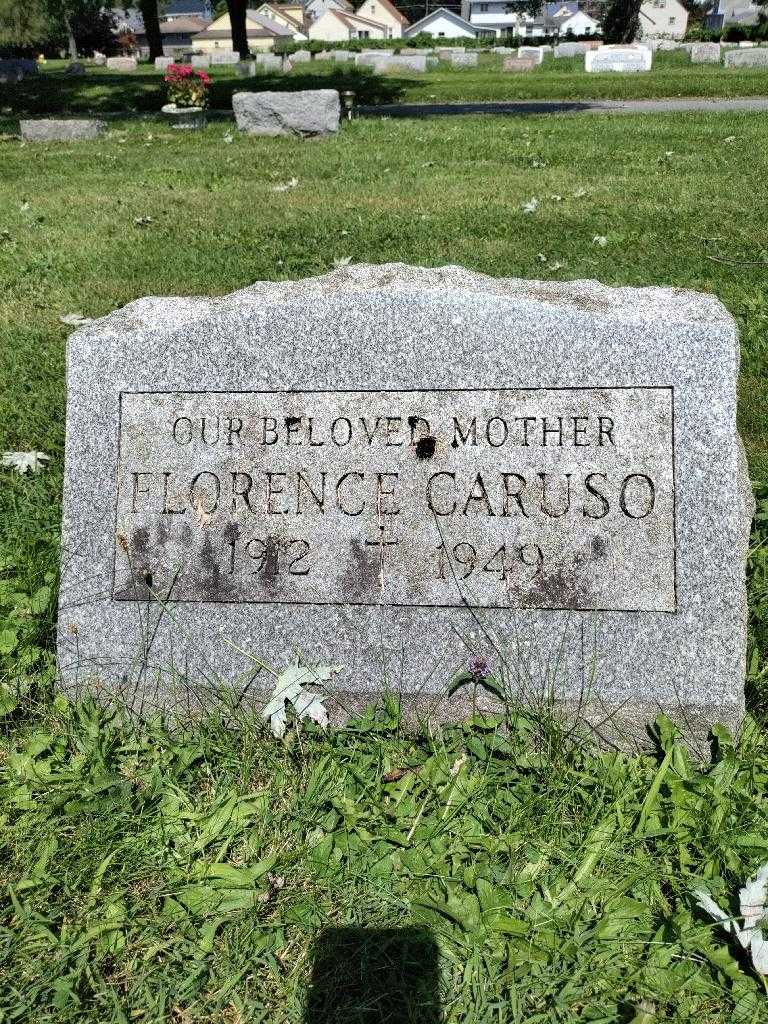 OUR BELOVED MOTHER
FLORENCE CARUSO
1912 † 1949